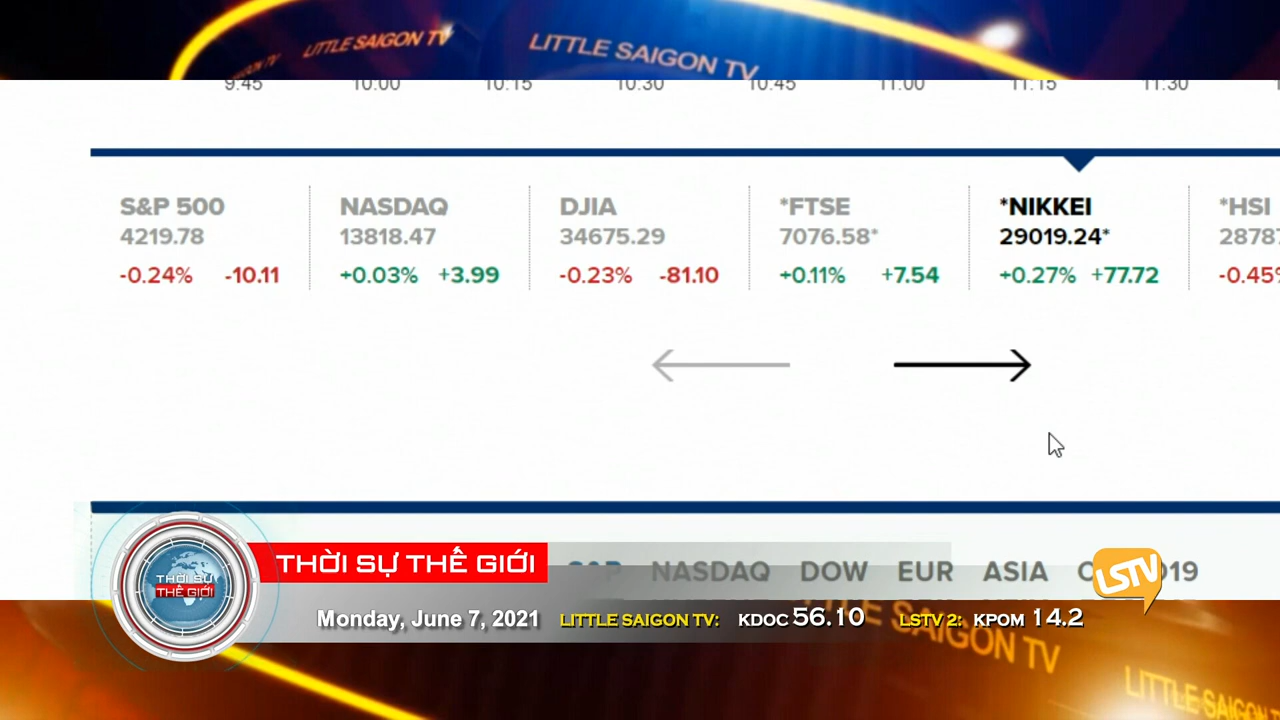 LITTLE SAIGON TV
LITTLE SAIGON TV
9:45 10:00 10:15 10:30 10:45 11:00 11:15 11:30
S&P 500 NASDAQ DJIA *FTSE *NIKKEI *HSI
4219.78 13818.47 34675.29 7076.58* 29019.24*
-0.24% -10.11 +0.03% +3.99 -0.23% -81.10 +0.11% +7.54 +0.27% +77.72 -0.45%
THỜI SỰ THẾ GIỚI
NASDAQ DOW EUR ASIA
THỜI SỰ
THẾ GIỚI
LSTV
Monday, June 7, 2021 LITTLE SAIGON TV: KDOC 56.10 LSTV 2: KPOM 14.2
LITTLE SAIGON TV
LITTLE SAIGON